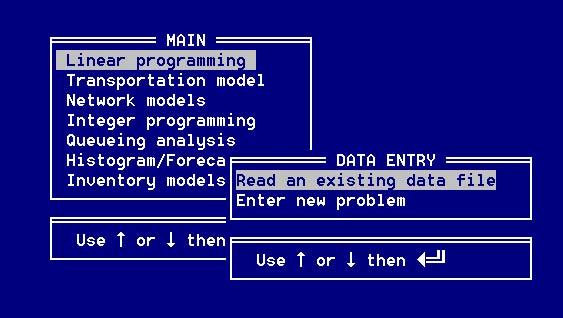 MAIN
Linear programming
Transportation model
Network models
Integer programming
Queueing analysis
Histogram/Foreca
Inventory models
Use ↑ or ↓ then
DATA ENTRY
Read an existing data file
Enter new problem
Use ↑ or ↓ then ↵